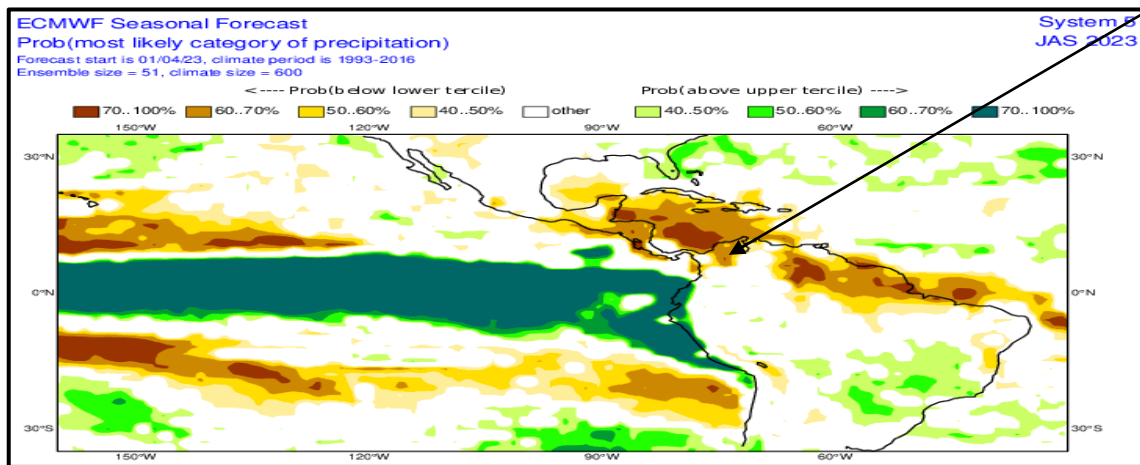 ECMWF Seasonal Forecast
System 5
Prob(most likely category of precipitation)
JAS 2023
Forecast start is 01/04/23, climate period is 1993-2016
Ensemble size = 51, climate size = 600
<---- Prob(below lower tercile)
Prob(above upper tercile) ---->
70..100% 60..70% 50..60% 40..50% other 40..50% 50..60% 60..70% 70..100%
150°W 120°W 90°W 60°W
30°N 30°N
0°N 0°N
30°S 30°S
150°W 120°W 90°W 60°W